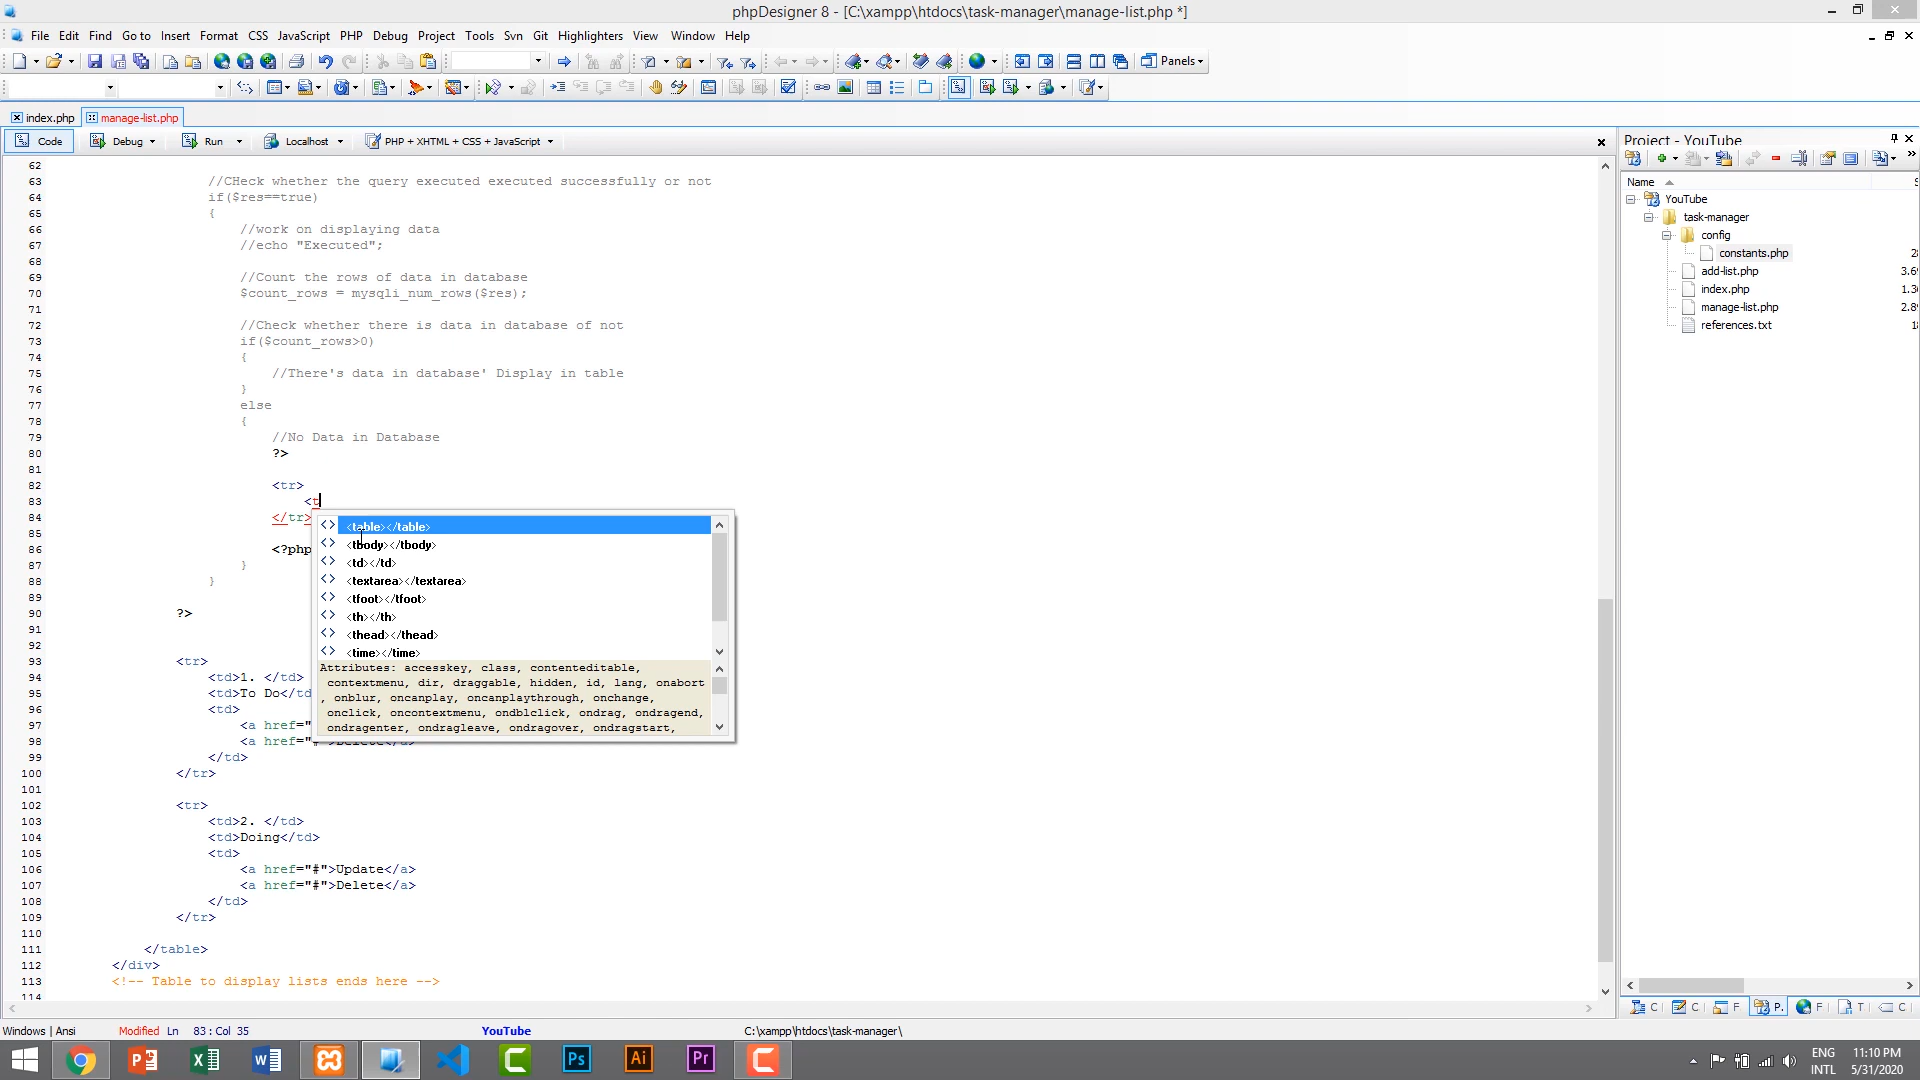 phpDesigner 8 - [C:\xampp\htdocs\task-manager\manage-list.php *]
File Edit Find Go to Insert Format CSS JavaScript PHP Debug Project Tools Svn Git Highlighters View Window Help
Panels
index.php manage-list.php
Code Debug Run Localhost PHP + XHTML + CSS + JavaScript
Project - YouTube
Name
YouTube
task-manager
config
constants.php
add-list.php 3.6
index.php 1.3
manage-list.php 2.8
references.txt
62
63 //CHeck whether the query executed executed successfully or not
64 if($res==true)
65 {
66 //work on displaying data
67 //echo "Executed";
68
69 //Count the rows of data in database
70 $count_rows = mysqli_num_rows($res);
71
72 //Check whether there is data in database of not
73 if($count_rows>0)
74 {
75 //There's data in database' Display in table
76 }
77 else
78 {
79 //No Data in Database
80 ?>
81
82 <tr>
83 <t
84 </tr>
85
86 <?php
87 }
88 }
89
90 ?>
91
92
93 <tr>
94 <td>1. </td>
95 <td>To Do</td
96 <td>
97 <a href="
98 <a href="#">Delete</a>
99 </td>
100 </tr>
101
102 <tr>
103 <td>2. </td>
104 <td>Doing</td>
105 <td>
106 <a href="#">Update</a>
107 <a href="#">Delete</a>
108 </td>
109 </tr>
110
111 </table>
112 </div>
113 <!-- Table to display lists ends here -->
114
<> <table></table>
<> <tbody></tbody>
<> <td></td>
<> <textarea></textarea>
<> <tfoot></tfoot>
<> <th></th>
<> <thead></thead>
<> <time></time>
Attributes: accesskey, class, contenteditable,
contextmenu, dir, draggable, hidden, id, lang, onabort
, onblur, oncanplay, oncanplaythrough, onchange,
onclick, oncontextmenu, ondblclick, ondrag, ondragend,
ondragenter, ondragleave, ondragover, ondragstart,
C C F P. F T C
Windows | Ansi Modified Ln 83 : Col 35 YouTube C:\xampp\htdocs\task-manager\
Ps Ai Pr
ENG 11:10 PM
INTL 5/31/2020